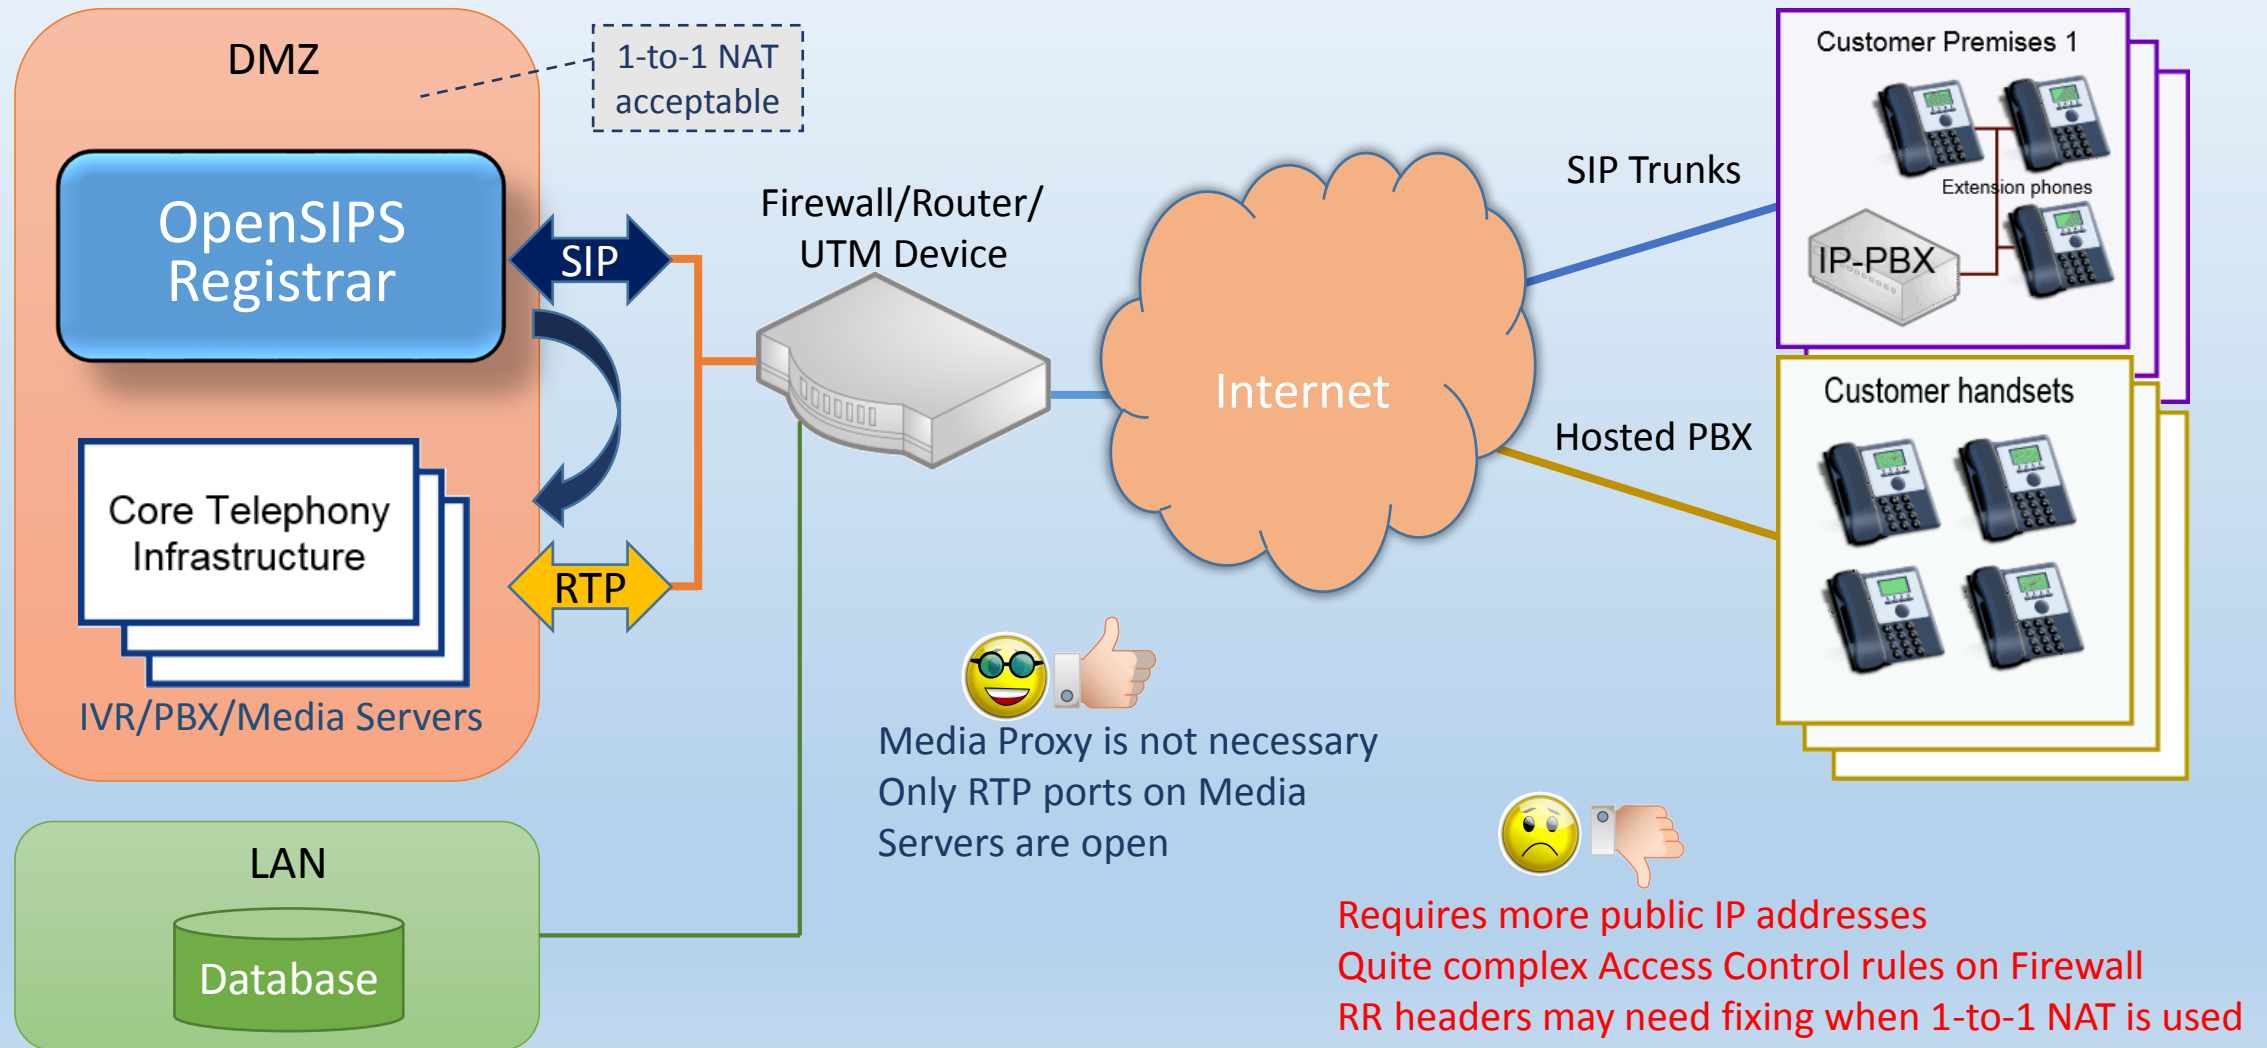 DMZ
1-to-1 NAT
acceptable
OpenSIPS
Registrar
SIP
Core Telephony
Infrastructure
RTP
IVR/PBX/Media Servers
LAN
Database
Firewall/Router/
UTM Device
Internet
SIP Trunks
Hosted PBX
Customer Premises 1
Extension phones
IP-PBX
Customer handsets
Media Proxy is not necessary
Only RTP ports on Media
Servers are open
Requires more public IP addresses
Quite complex Access Control rules on Firewall
RR headers may need fixing when 1-to-1 NAT is used